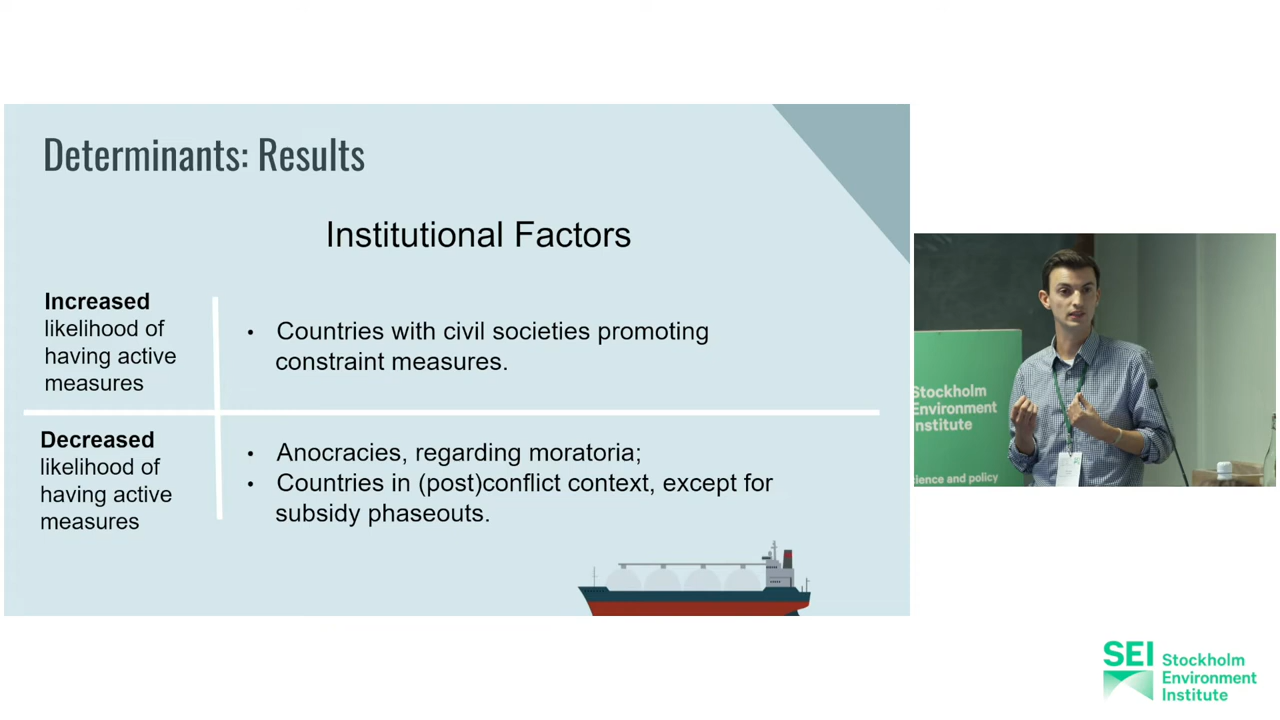 Determinants: Results
Institutional Factors
Increased
likelihood of
having active
measures
• Countries with civil societies promoting
constraint measures.
Decreased
likelihood of
having active
measures
• Anocracies, regarding moratoria;
• Countries in (post)conflict context, except for
subsidy phaseouts.
Stockholm
Environment
Institute
and policy
SEI Stockholm
Environment
Institute